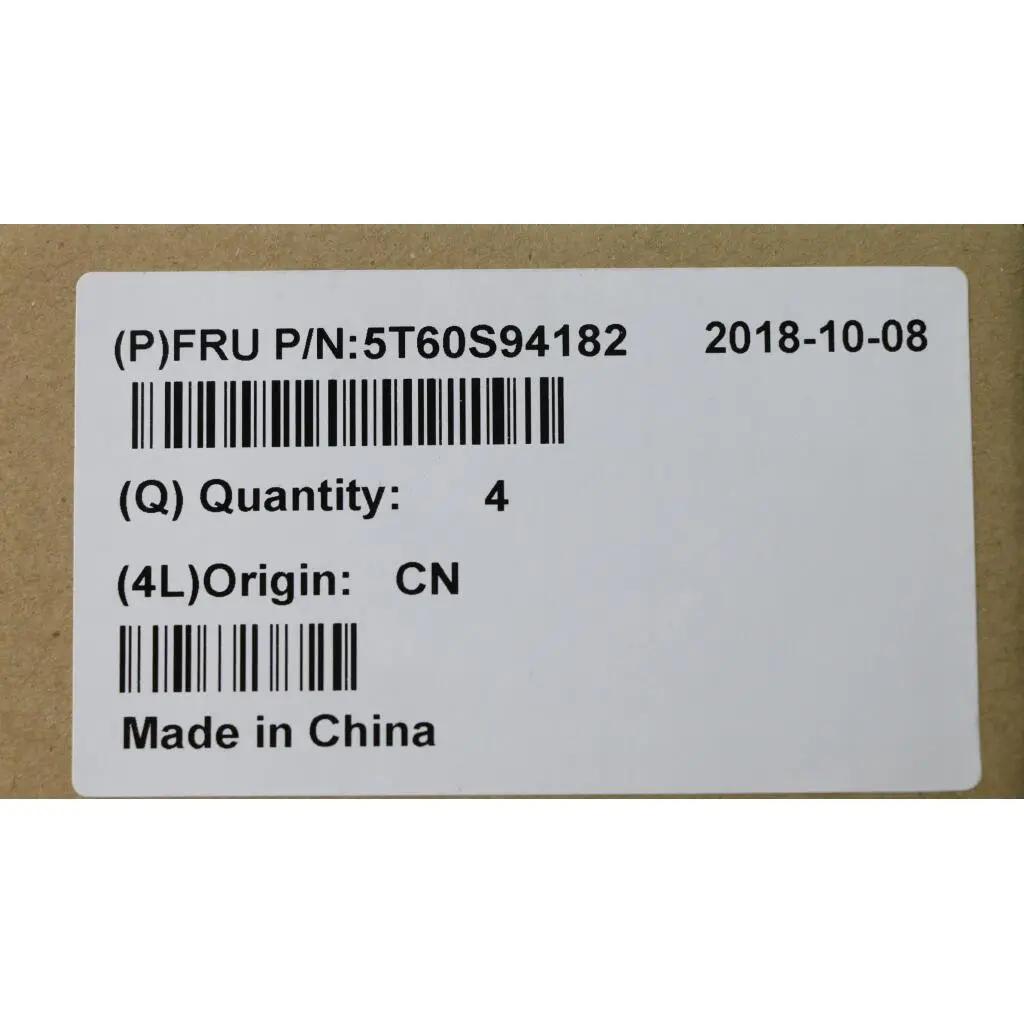 (P)FRU P/N:5T60S94182 2018-10-08
(Q) Quantity: 4
(4L)Origin: CN
Made in China